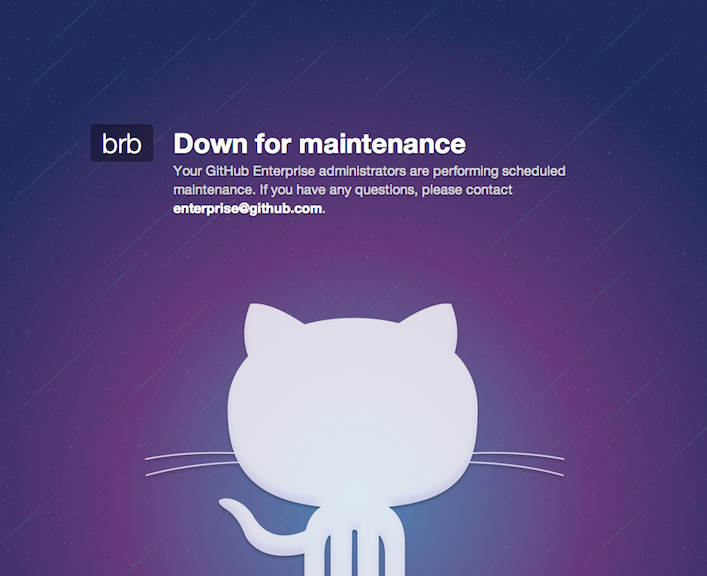 brb
Down for maintenance
Your GitHub Enterprise administrators are performing scheduled
maintenance. If you have any questions, please contact
enterprise@github.com.